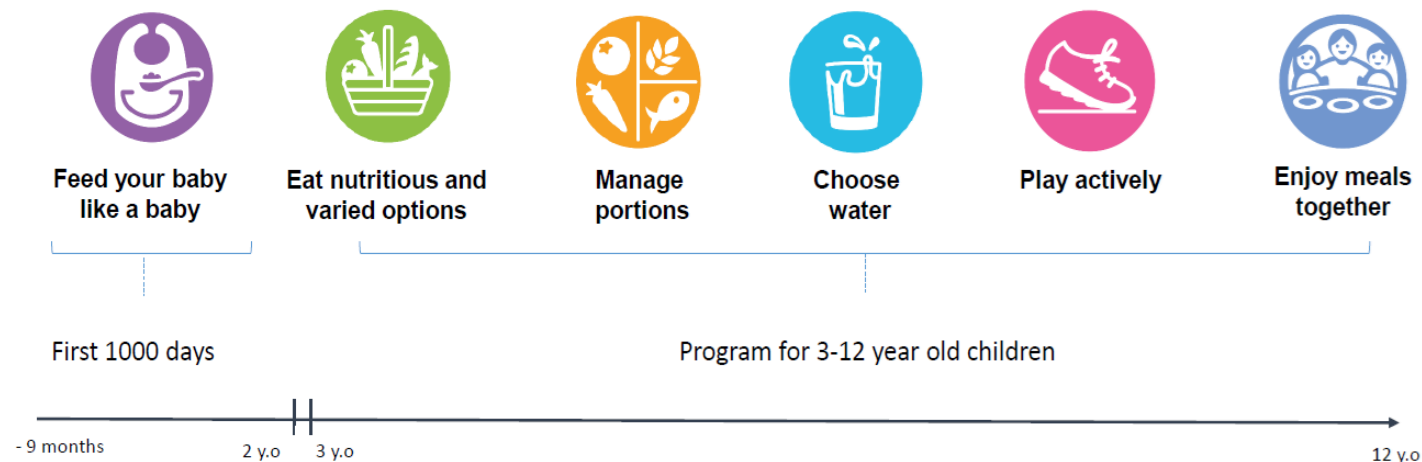 Feed your baby
like a baby
Eat nutritious and
varied options
Manage
portions
Choose
water
Play actively
Enjoy meals
together
First 1000 days
Program for 3-12 year old children
- 9 months
2 y.o
3 y.o
12 y.o